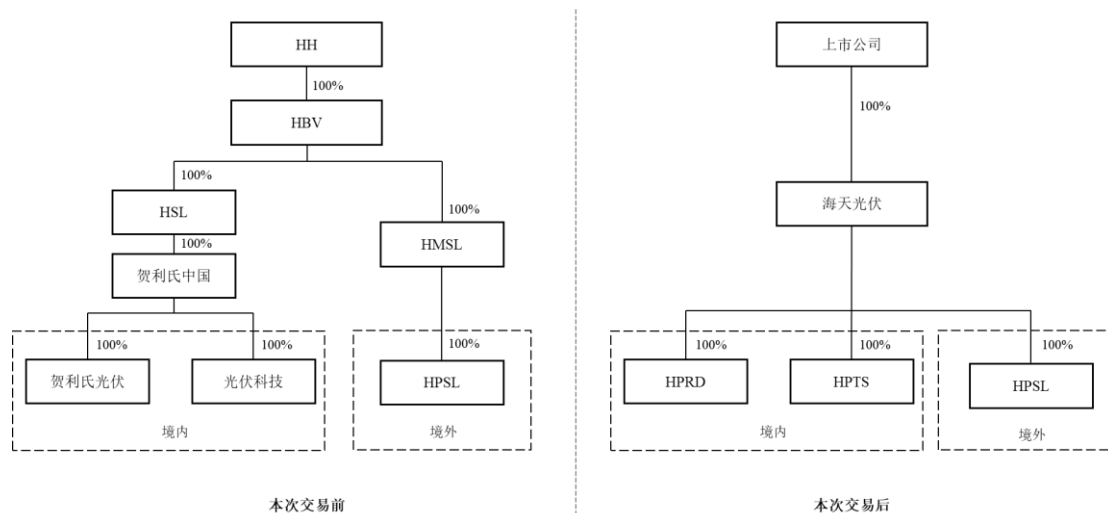 HH
100%
HBV
100%
HSL
100%
HMSL
100%
贺利氏中国
100%
100%
100%
贺利氏光伏
光伏科技
HPSL
境内
境外
本次交易前
上市公司
100%
海天光伏
100%
100%
100%
HPRD
HPTS
HPSL
境内
境外
本次交易后